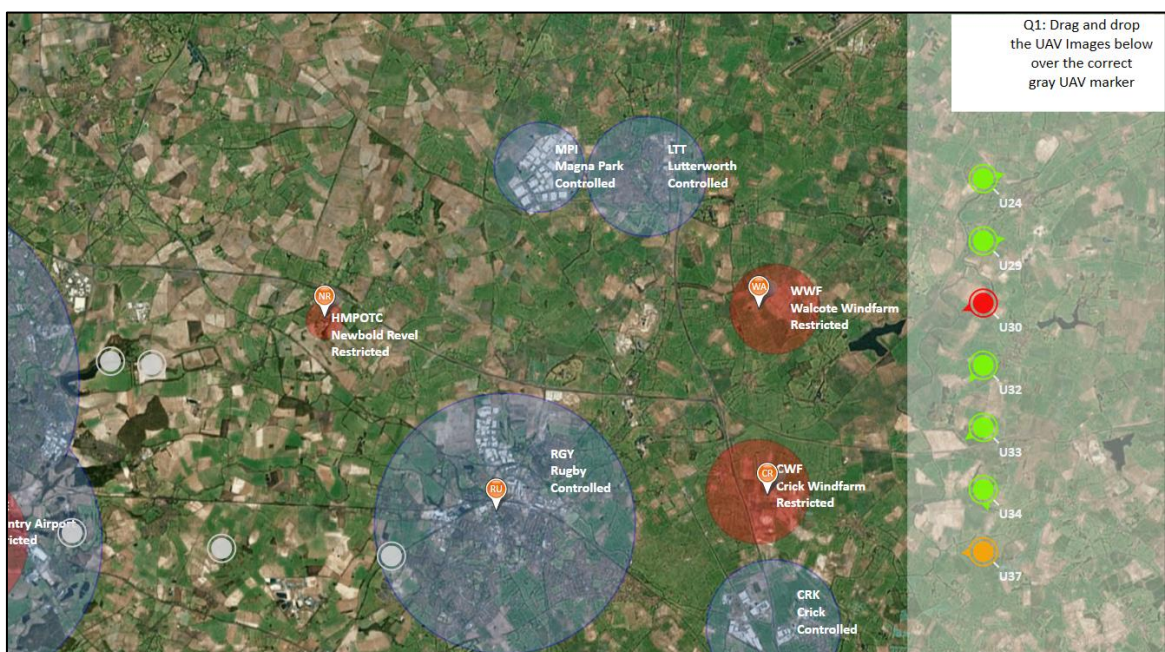 Q1: Drag and drop
the UAV Images below
over the correct
gray UAV marker
MPI
Magna Park
Controlled
LTT
Lutterworth
Controlled
U24
U29
NR
HMPOTC
Newbold Revel
Restricted
WA
WWF
Walcote Windfarm
Restricted
U30
U32
RGY
Rugby
Controlled
RU
CR
CWF
Crick Windfarm
Restricted
U33
U34
ntry Airport
ricted
U37
CRK
Crick
Controlled